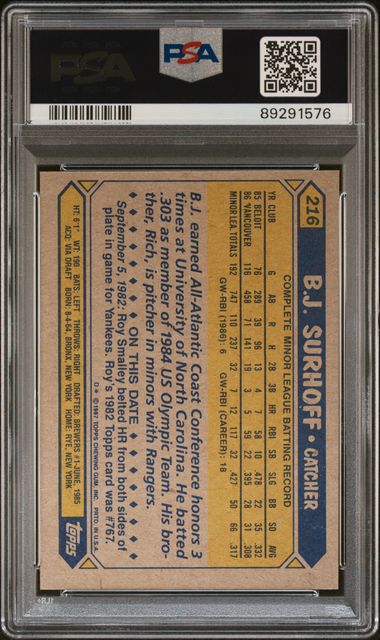 PSA
PSA
89291576
216 B.J. SURHOFF • CATCHER
COMPLETE MINOR LEAGUE BATTING RECORD
YR CLUB G AB R H 2B 3B HR RBI SB SLG BB SO AVG
85 BELOIT 76 289 39 96 13 4 7 58 10 .478 22 35 .332
86 VANCOUVER 116 458 71 141 19 3 5 59 22 .395 28 31 .308
MINOR LEA. TOTALS 192 747 110 237 32 7 12 117 32 .427 50 66 .317
GW-RBI (1986): 6 GW-RBI (CAREER): 18
B.J. earned All-Atlantic Coast Conference honors 3
times at University of North Carolina. He batted
.303 as member of 1984 US Olympic Team. His bro-
ther, Rich, is pitcher in minors with Rangers.
ON THIS DATE
September 5, 1982: Roy Smalley belted HR from both sides of
plate in game for Yankees. Roy's 1982 Topps card was #767.
D* © 1987 TOPPS CHEWING GUM, INC. PRTD. IN U.S.A.
HT: 6'1" WT: 190 BATS: LEFT THROWS: RIGHT DRAFTED: BREWERS #1-JUNE, 1985
ACQ: VIA DRAFT BORN: 8-4-64, BRONX, NEW YORK HOME: RYE, NEW YORK
TOPPS